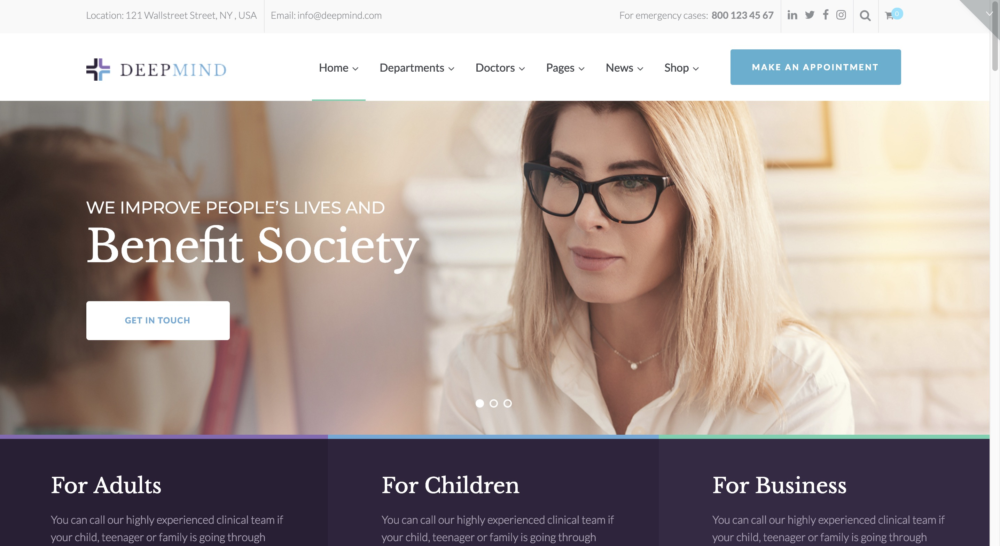 Location: 121 Wallstreet Street, NY , USA
Email: info@deepmind.com
For emergency cases: 800 123 45 67
0
DEEPMIND
Home
Departments
Doctors
Pages
News
Shop
MAKE AN APPOINTMENT
WE IMPROVE PEOPLE’S LIVES AND
Benefit Society
GET IN TOUCH
For Adults
You can call our highly experienced clinical team if
your child, teenager or family is going through
For Children
You can call our highly experienced clinical team if
your child, teenager or family is going through
For Business
You can call our highly experienced clinical team if
your child, teenager or family is going through